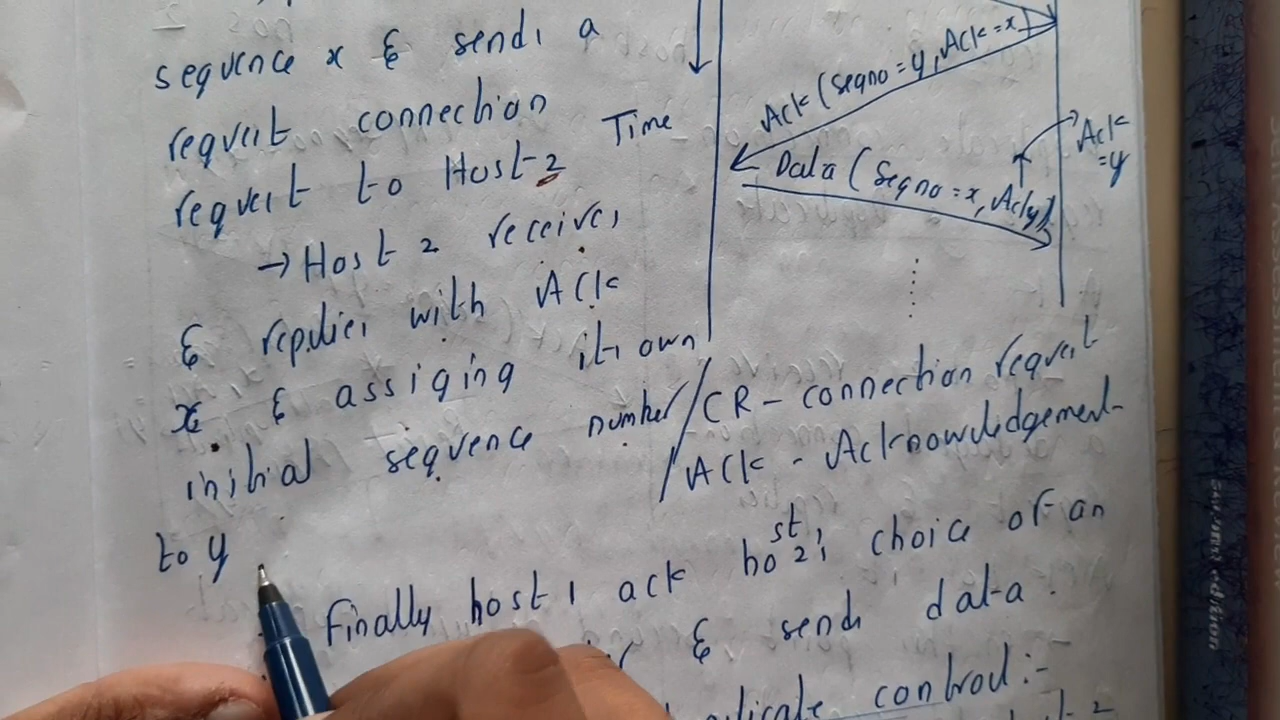 sequence x & sends a
request connection
request to Host-2
→ Host 2 receives
& replies with Ack
x & assiging its own
initial sequence number
to y
Finally host 1 ack host 2's choice of an
& sends data.
control:-
Time
Ack (Seqno = y, Ack = x)
Data (Seqno = x, Ack y)
Ack
= y
CR - connection request
ACK - Acknowledgement